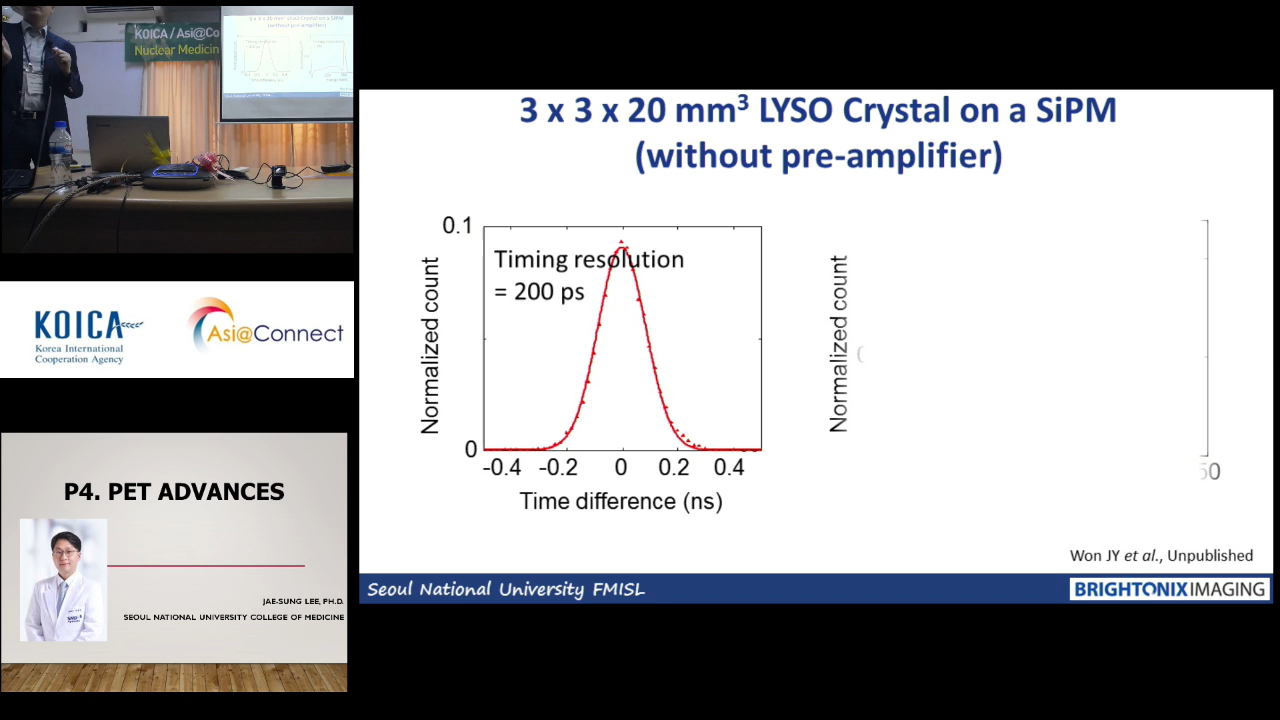 KOICA / Asi@Co
Nuclear Medicin
KOICA
Korea International
Cooperation Agency
Asi@Connect
P4. PET ADVANCES
JAE-SUNG LEE, PH.D.
SEOUL NATIONAL UNIVERSITY COLLEGE OF MEDICINE
3 x 3 x 20 mm³ LYSO Crystal on a SiPM
(without pre-amplifier)
0.1
Timing resolution
= 200 ps
Normalized count
0
-0.4 -0.2 0 0.2 0.4
Time difference (ns)
Normalized count
50
Won JY et al., Unpublished
Seoul National University FMISL
BRIGHTONIX IMAGING